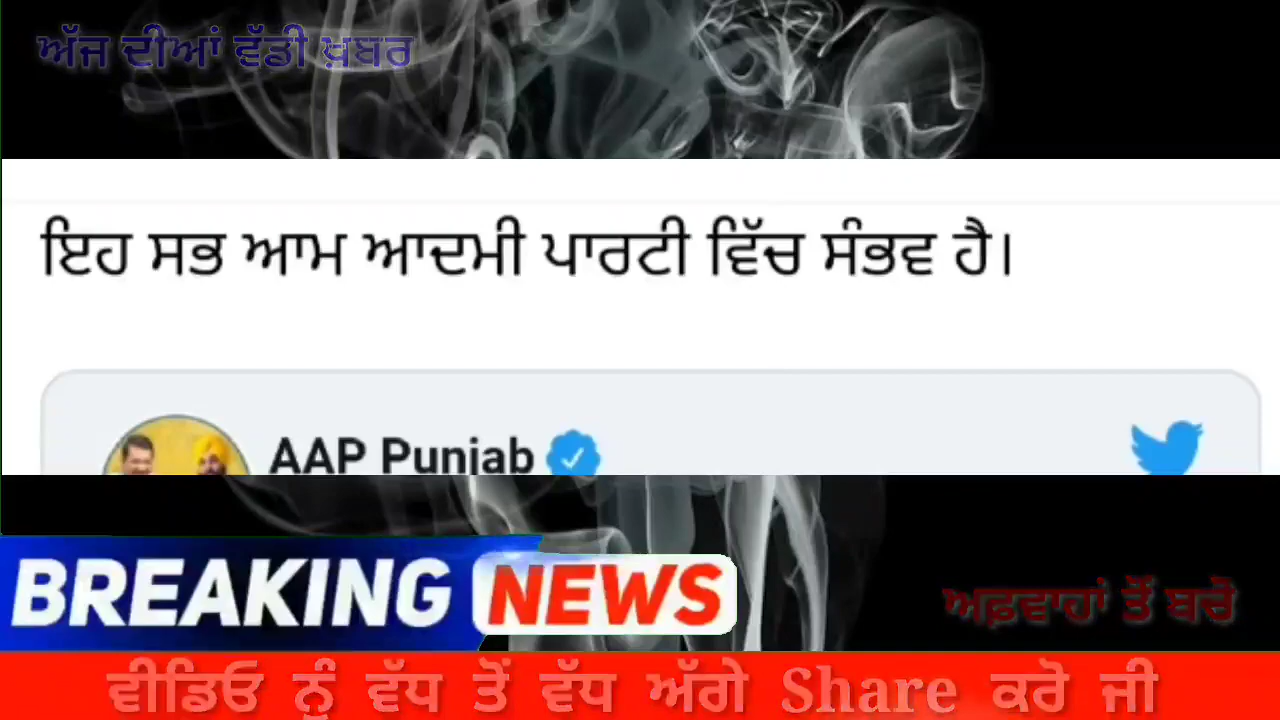 ਅੱਜ ਦੀਆਂ ਵੱਡੀ ਖ਼ਬਰ
ਇਹ ਸਭ ਆਮ ਆਦਮੀ ਪਾਰਟੀ ਵਿੱਚ ਸੰਭਵ ਹੈ।
AAP Punjab
BREAKING NEWS
ਅਫ਼ਵਾਹਾਂ ਤੋਂ ਬਚੋ
ਵੀਡਿਓ ਨੂੰ ਵੱਧ ਤੋਂ ਵੱਧ ਅੱਗੇ Share ਕਰੋ ਜੀ